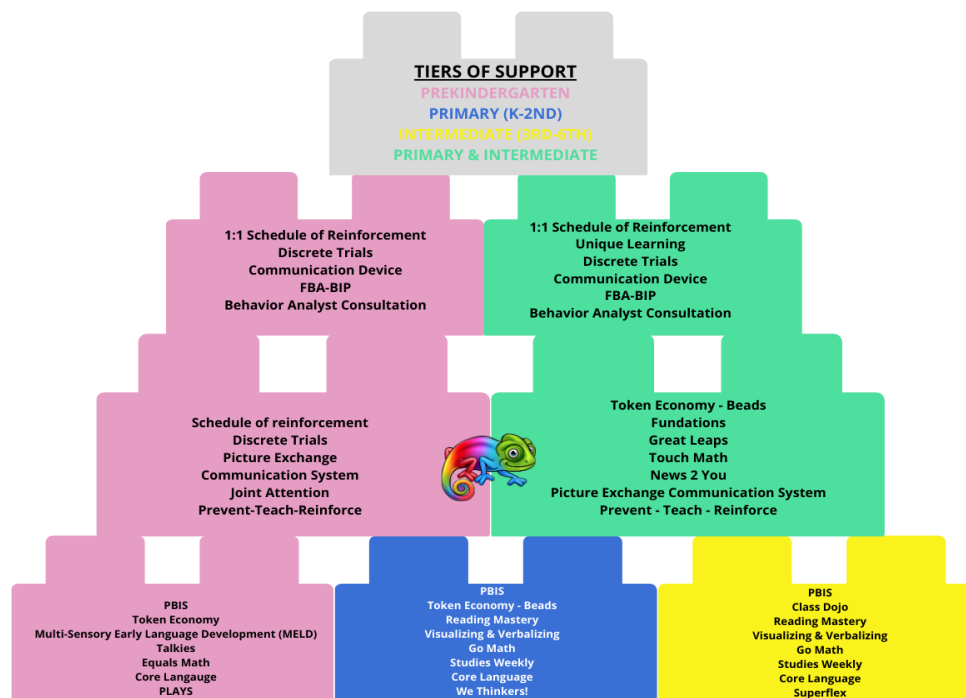 TIERS OF SUPPORT
PREKINDERGARTEN
PRIMARY (K-2ND)
INTERMEDIATE (3RD-6TH)
PRIMARY & INTERMEDIATE
1:1 Schedule of Reinforcement
Discrete Trials
Communication Device
FBA-BIP
Behavior Analyst Consultation
1:1 Schedule of Reinforcement
Unique Learning
Discrete Trials
Communication Device
FBA-BIP
Behavior Analyst Consultation
Schedule of reinforcement
Discrete Trials
Picture Exchange
Communication System
Joint Attention
Prevent-Teach-Reinforce
Token Economy - Beads
Fundations
Great Leaps
Touch Math
News 2 You
Picture Exchange Communication System
Prevent - Teach - Reinforce
PBIS
Token Economy
Multi-Sensory Early Language Development (MELD)
Talkies
Equals Math
Core Langauge
PLAYS
PBIS
Token Economy - Beads
Reading Mastery
Visualizing & Verbalizing
Go Math
Studies Weekly
Core Language
We Thinkers!
PBIS
Class Dojo
Reading Mastery
Visualizing & Verbalizing
Go Math
Studies Weekly
Core Language
Superflex